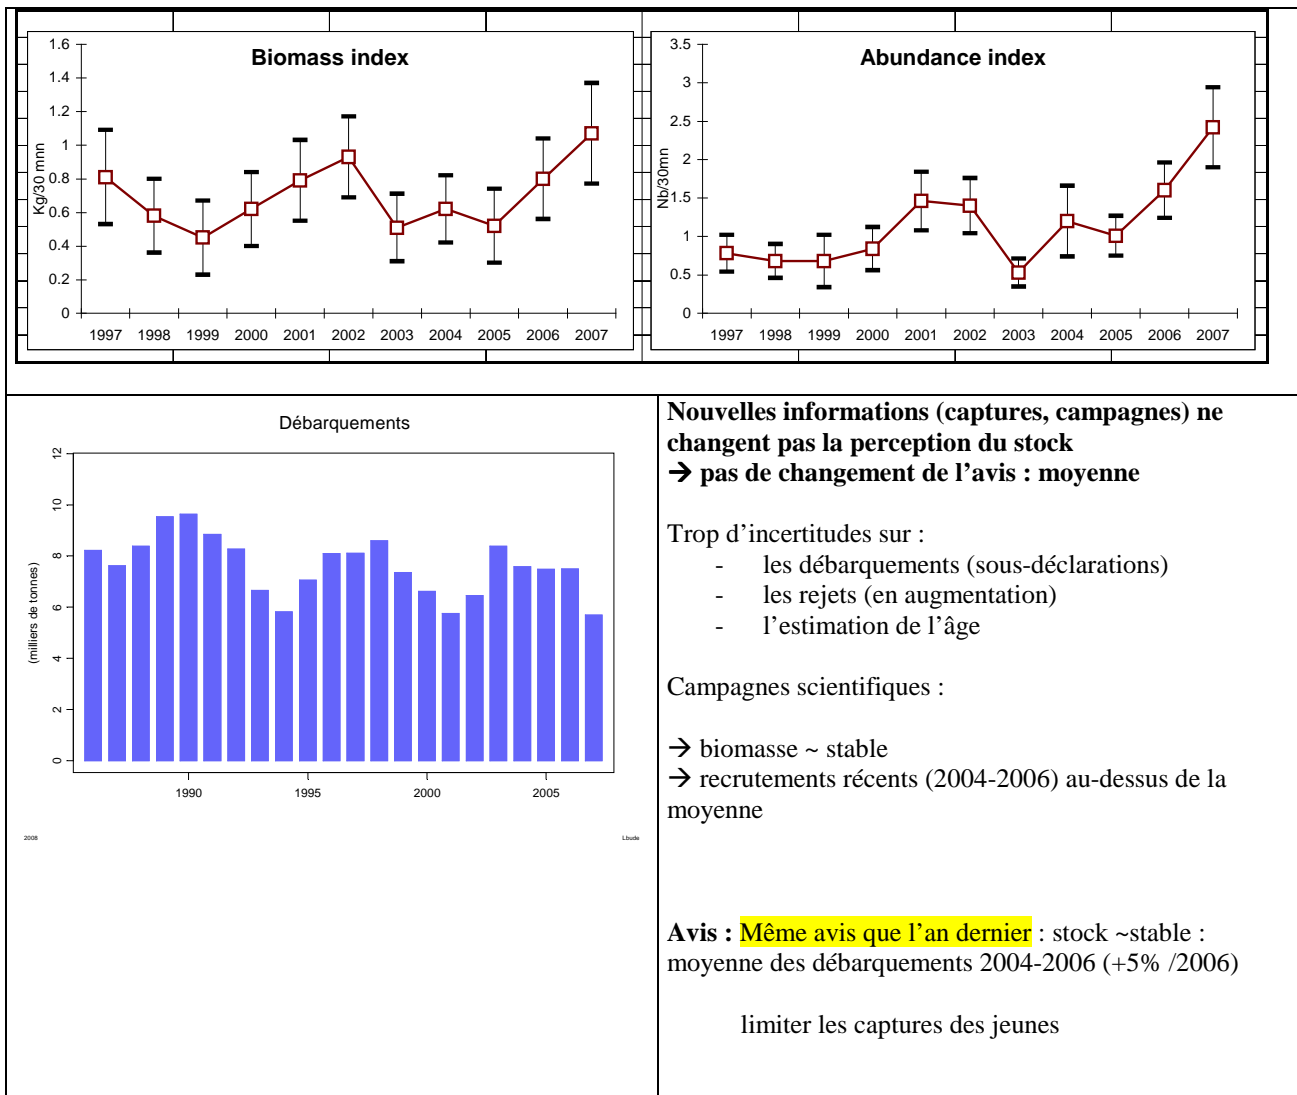 Biomass index
Kg/30 mnn
1.6
1.4
1.2
1
0.8
0.6
0.4
0.2
0
1997 1998 1999 2000 2001 2002 2003 2004 2005 2006 2007
Abundance index
Nb/30mn
3.5
3
2.5
2
1.5
1
0.5
0
1997 1998 1999 2000 2001 2002 2003 2004 2005 2006 2007
Débarquements
(milliers de tonnes)
12
10
8
6
4
2
0
1990 1995 2000 2005
2008 Lbude
Nouvelles informations (captures, campagnes) ne
changent pas la perception du stock
→ pas de changement de l’avis : moyenne
Trop d’incertitudes sur :
- les débarquements (sous-déclarations)
- les rejets (en augmentation)
- l’estimation de l’âge
Campagnes scientifiques :
→ biomasse ~ stable
→ recrutements récents (2004-2006) au-dessus de la
moyenne
Avis : Même avis que l’an dernier : stock ~stable :
moyenne des débarquements 2004-2006 (+5% /2006)
limiter les captures des jeunes